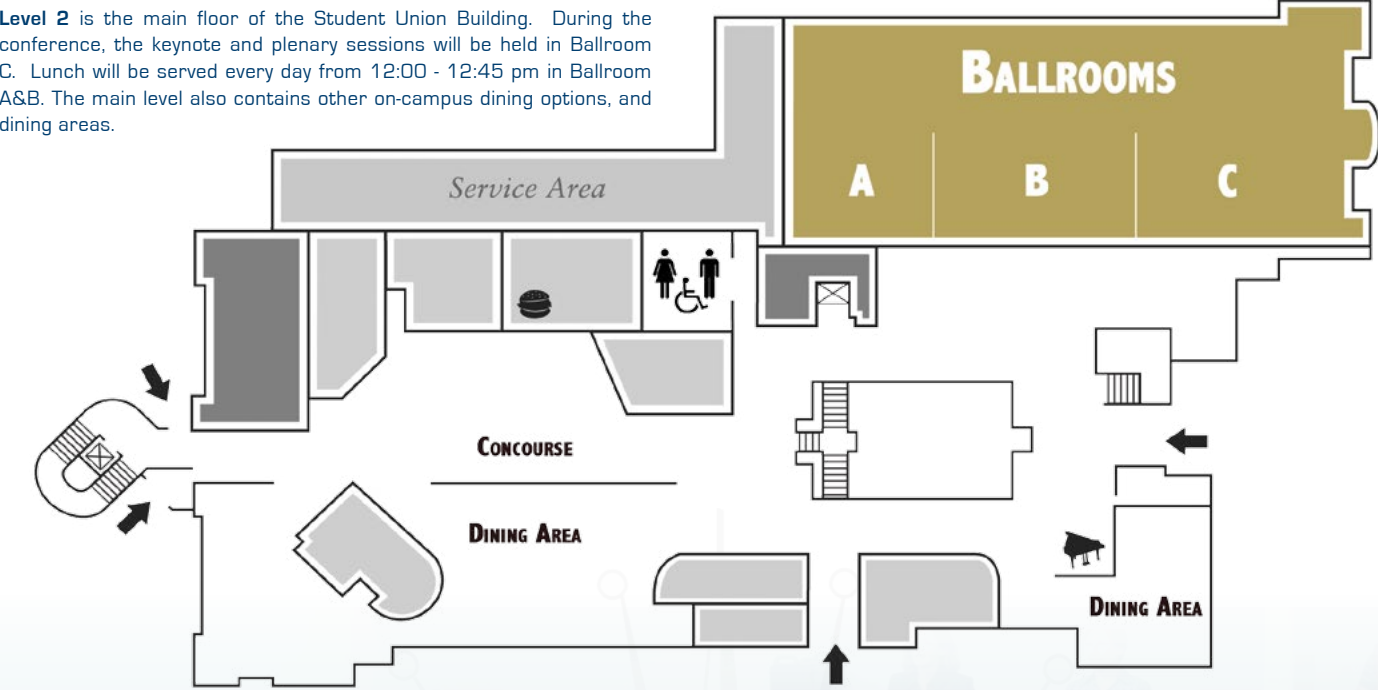 Level 2 is the main floor of the Student Union Building. During the
conference, the keynote and plenary sessions will be held in Ballroom
C. Lunch will be served every day from 12:00 - 12:45 pm in Ballroom
A&B. The main level also contains other on-campus dining options, and
dining areas.
BALLROOMS
A B C
Service Area
CONCOURSE
DINING AREA
DINING AREA